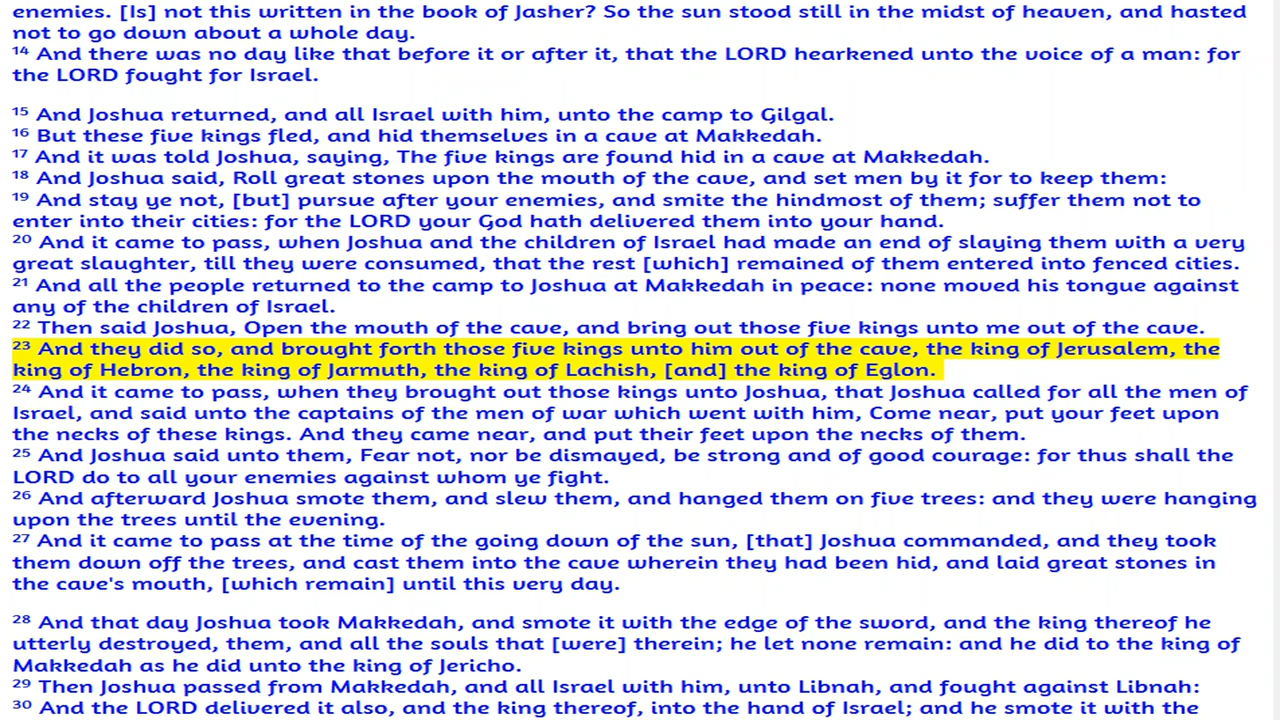 enemies. [Is] not this written in the book of Jasher? So the sun stood still in the midst of heaven, and hasted
not to go down about a whole day.
14 And there was no day like that before it or after it, that the LORD hearkened unto the voice of a man: for
the LORD fought for Israel.
15 And Joshua returned, and all Israel with him, unto the camp to Gilgal.
16 But these five kings fled, and hid themselves in a cave at Makkedah.
17 And it was told Joshua, saying, The five kings are found hid in a cave at Makkedah.
18 And Joshua said, Roll great stones upon the mouth of the cave, and set men by it for to keep them:
19 And stay ye not, [but] pursue after your enemies, and smite the hindmost of them; suffer them not to
enter into their cities: for the LORD your God hath delivered them into your hand.
20 And it came to pass, when Joshua and the children of Israel had made an end of slaying them with a very
great slaughter, till they were consumed, that the rest [which] remained of them entered into fenced cities.
21 And all the people returned to the camp to Joshua at Makkedah in peace: none moved his tongue against
any of the children of Israel.
22 Then said Joshua, Open the mouth of the cave, and bring out those five kings unto me out of the cave.
23 And they did so, and brought forth those five kings unto him out of the cave, the king of Jerusalem, the
king of Hebron, the king of Jarmuth, the king of Lachish, [and] the king of Eglon.
24 And it came to pass, when they brought out those kings unto Joshua, that Joshua called for all the men of
Israel, and said unto the captains of the men of war which went with him, Come near, put your feet upon
the necks of these kings. And they came near, and put their feet upon the necks of them.
25 And Joshua said unto them, Fear not, nor be dismayed, be strong and of good courage: for thus shall the
LORD do to all your enemies against whom ye fight.
26 And afterward Joshua smote them, and slew them, and hanged them on five trees: and they were hanging
upon the trees until the evening.
27 And it came to pass at the time of the going down of the sun, [that] Joshua commanded, and they took
them down off the trees, and cast them into the cave wherein they had been hid, and laid great stones in
the cave's mouth, [which remain] until this very day.
28 And that day Joshua took Makkedah, and smote it with the edge of the sword, and the king thereof he
utterly destroyed, them, and all the souls that [were] therein; he let none remain: and he did to the king of
Makkedah as he did unto the king of Jericho.
29 Then Joshua passed from Makkedah, and all Israel with him, unto Libnah, and fought against Libnah:
30 And the LORD delivered it also, and the king thereof, into the hand of Israel; and he smote it with the